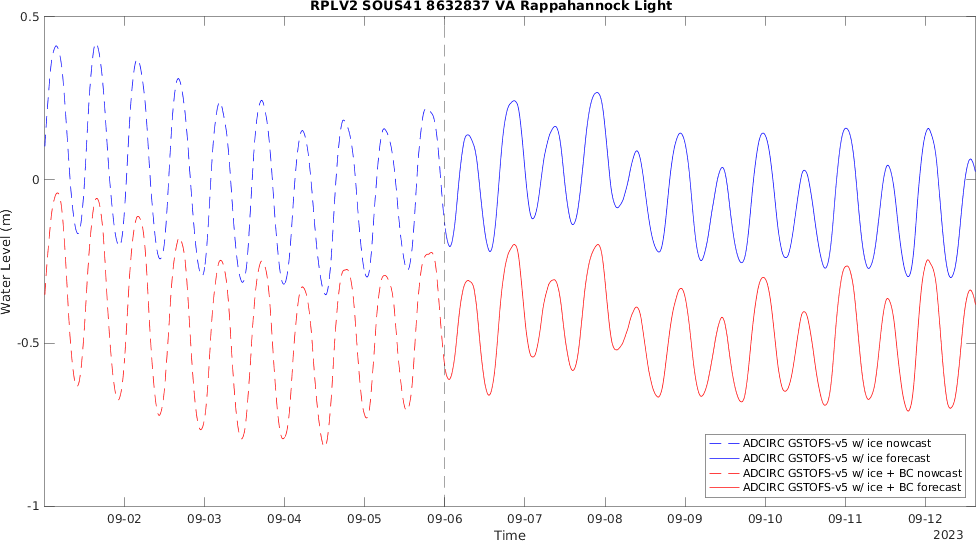 RPLV2 SOUS41 8632837 VA Rappahannock Light
0.5
0
-0.5
-1
Water Level (m)
ADCIRC GSTOFS-v5 w/ ice nowcast
ADCIRC GSTOFS-v5 w/ ice forecast
ADCIRC GSTOFS-v5 w/ ice + BC nowcast
ADCIRC GSTOFS-v5 w/ ice + BC forecast
09-02 09-03 09-04 09-05 09-06 09-07 09-08 09-09 09-10 09-11 09-12
Time
2023